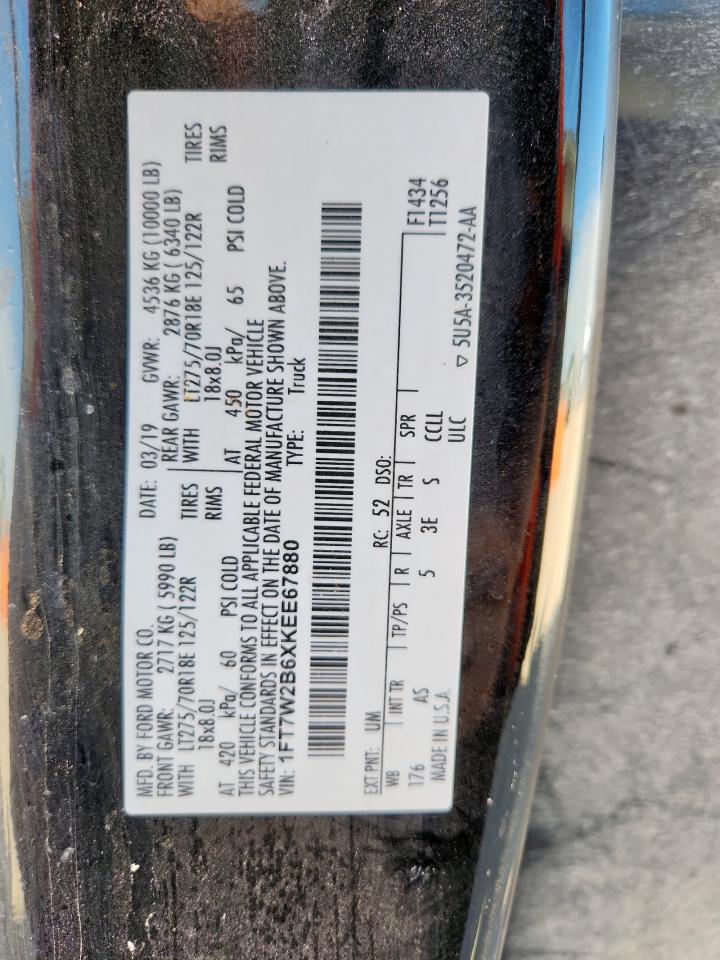 MFD. BY FORD MOTOR CO.
DATE: 03/19 GVWR: 4536 KG (10000 LB)
FRONT GAWR: 2717 KG ( 5990 LB) REAR GAWR: 2876 KG ( 6340 LB)
WITH LT275/70R18E 125/122R TIRES WITH LT275/70R18E 125/122R TIRES
18x8.0J RIMS 18x8.0J RIMS
AT 420 kPa/ 60 PSI COLD AT 450 kPa/ 65 PSI COLD
THIS VEHICLE CONFORMS TO ALL APPLICABLE FEDERAL MOTOR VEHICLE
SAFETY STANDARDS IN EFFECT ON THE DATE OF MANUFACTURE SHOWN ABOVE.
VIN: 1FT7W2B6XKEE67880 TYPE: Truck
EXT PNT: UM RC: 52 DSO:
WB INT TR TP/PS R AXLE TR SPR F1434
176 AS 5 3E S CCLL T1256
MADE IN U.S.A. ULC ▽ 5U5A-3520472-AA